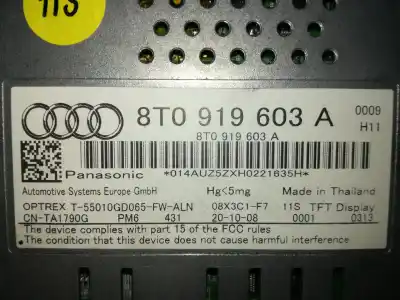 11S
8T0 919 603 A
0009
H11
8T0 919 603 A
Panasonic
*014AUZ5ZXH0221635H*
Automotive Systems Europe GmbH Hg<5mg Made in Thailand
OPTREX T-55010GD065-FW-ALN 08X3C1-F7 11S TFT Display
CN-TA1790G PM6 431 20-10-08 0001 0313
.The device complies with part 15 of the FCC rules
.The condition that this device does not cause harmful interference